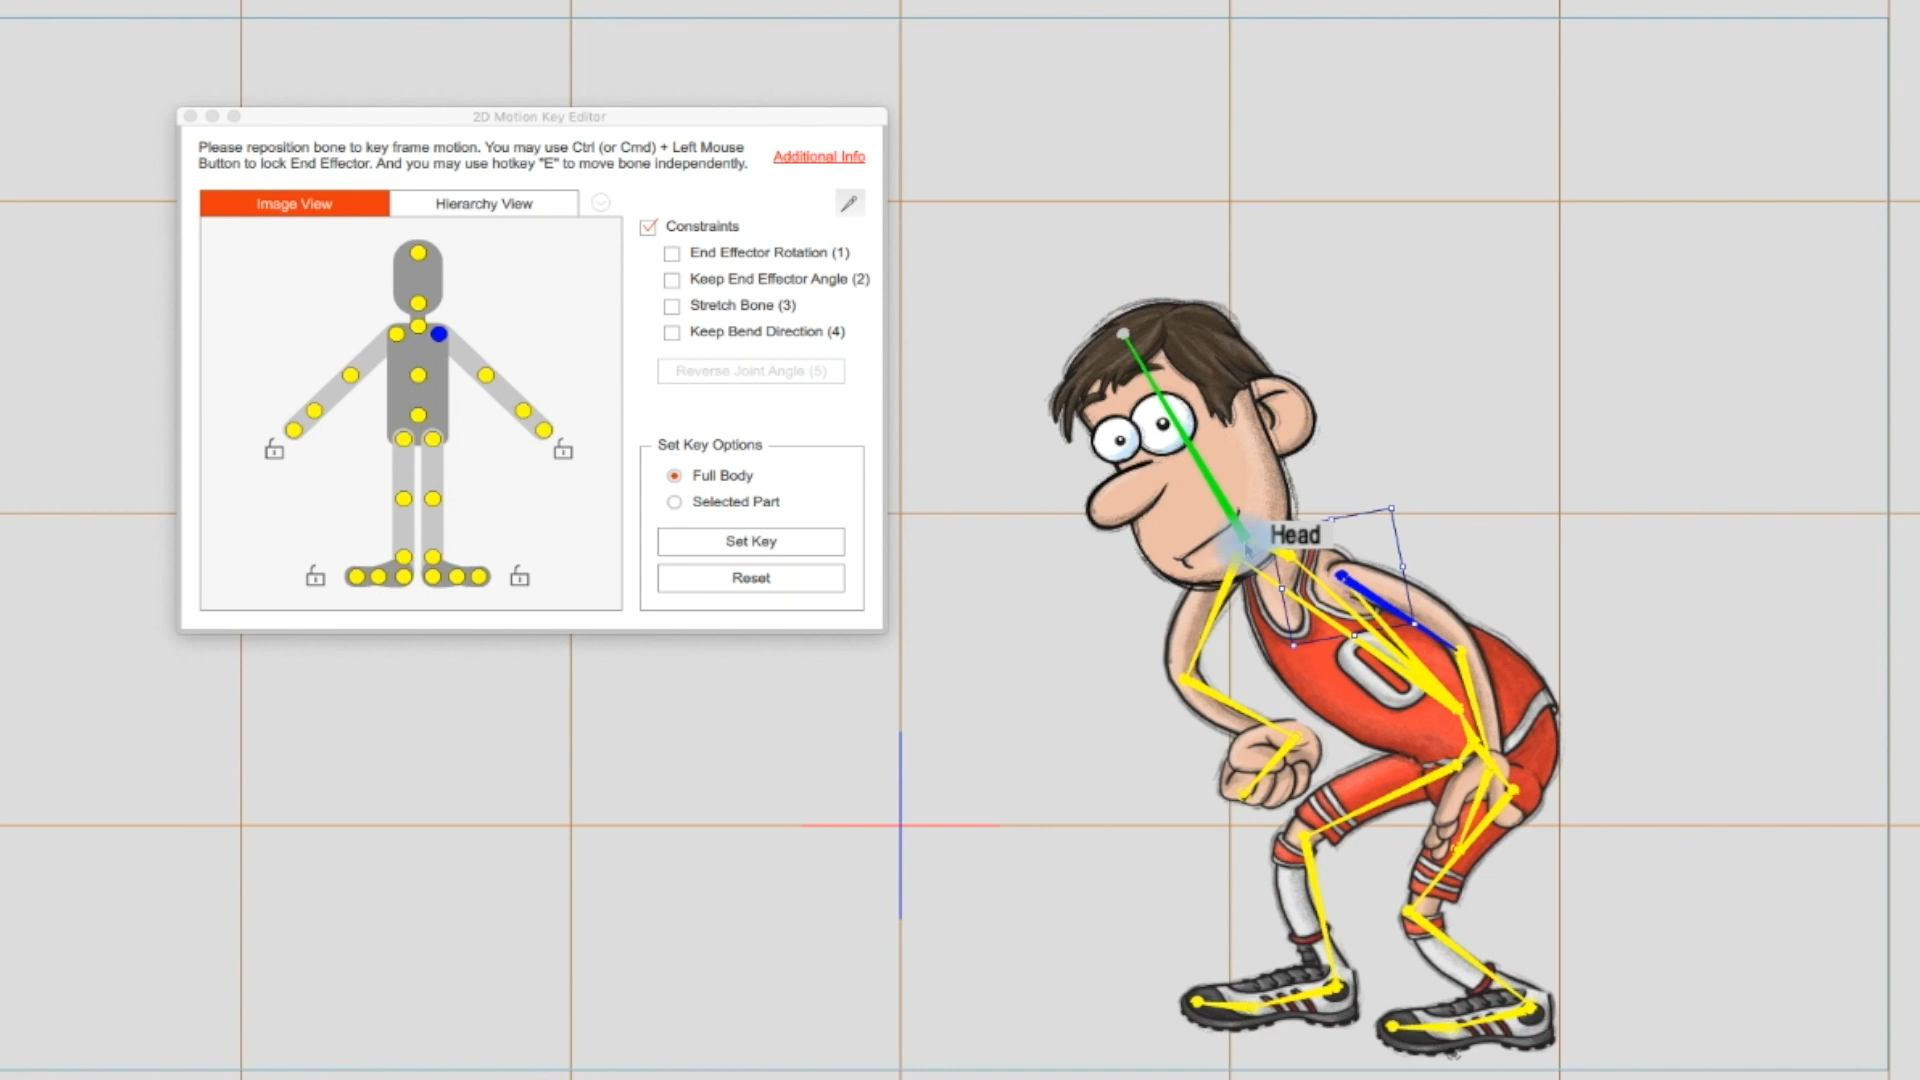 2D Motion Key Editor
Please reposition bone to key frame motion. You may use Ctrl (or Cmd) + Left Mouse
Button to lock End Effector. And you may use hotkey "E" to move bone independently.
Additional Info
Image View
Hierarchy View
Constraints
End Effector Rotation (1)
Keep End Effector Angle (2)
Stretch Bone (3)
Keep Bend Direction (4)
Reverse Joint Angle (5)
Set Key Options
Full Body
Selected Part
Set Key
Reset
Head
0